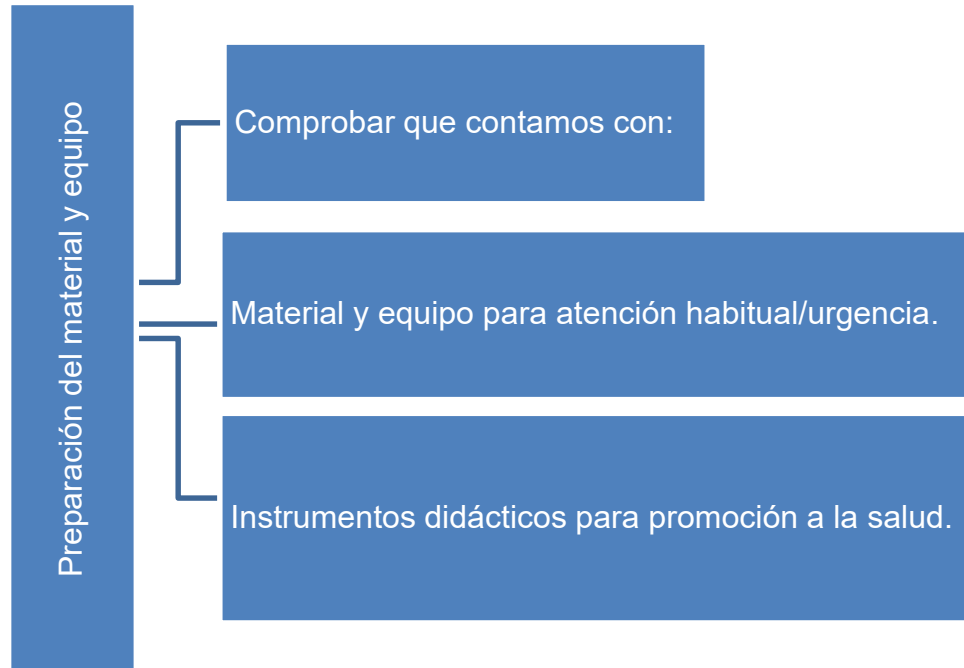 Preparación del material y equipo
Comprobar que contamos con:
Material y equipo para atención habitual/urgencia.
Instrumentos didácticos para promoción a la salud.